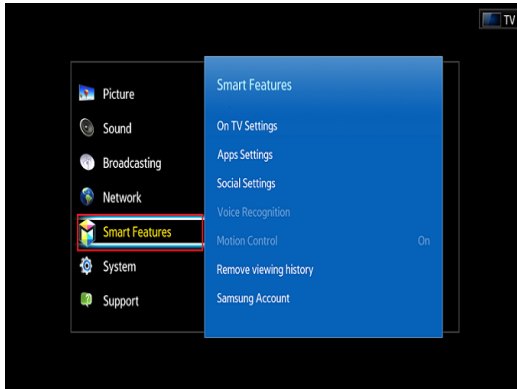 TV
Picture
Sound
Broadcasting
Network
Smart Features
System
Support
Smart Features
On TV Settings
Apps Settings
Social Settings
Voice Recognition
Motion Control On
Remove viewing history
Samsung Account